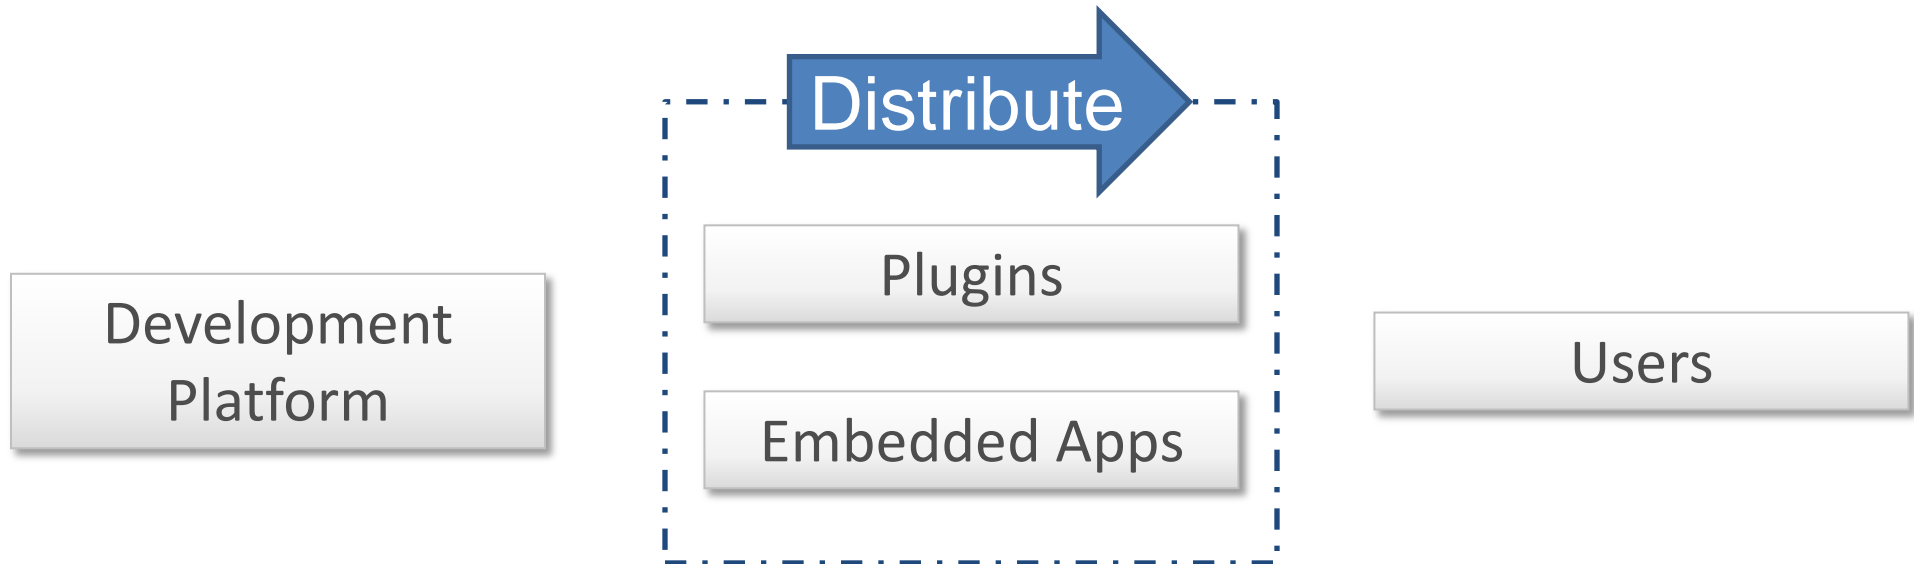 Distribute
Development
Platform
Plugins
Embedded Apps
Users